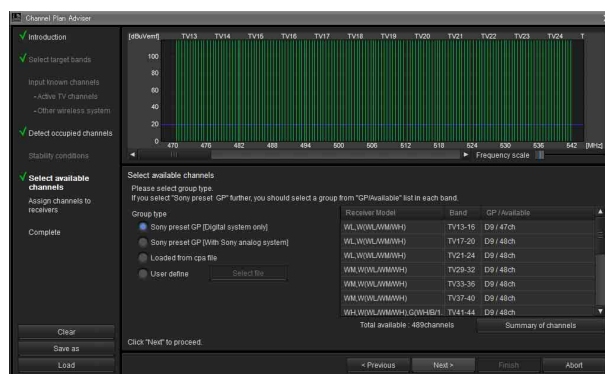 Channel Plan Adviser
Introduction
Select target bands
Input known channels
- Active TV channels
- Other wireless system
Detect occupied channels
Stability conditions
Select available channels
Assign channels to receivers
Complete
Clear
Save as
Load
[dBuVemf] TV13 TV14 TV15 TV16 TV17 TV18 TV19 TV20 TV21 TV22 TV23 TV24 T
100
80
60
40
20
0
470 476 482 488 494 500 506 512 518 524 530 536 542 [MHz]
Frequency scale
Select available channels
Please select group type.
If you select "Sony preset GP" further, you should select a group from "GP/Available" list in each band.
Group type
Sony preset GP [Digital system only]
Sony preset GP [With Sony analog system]
Loaded from cpa file
User define Select file
Receiver Model Band GP / Available
WL,W(WL/WM/WH) TV13-16 D9 / 47ch
WL,W(WL/WM/WH) TV17-20 D9 / 48ch
WL,W(WL/WM/WH) TV21-24 D9 / 48ch
WM,W(WL/WM/WH) TV29-32 D9 / 48ch
WM,W(WL/WM/WH) TV33-36 D9 / 48ch
WM,W(WL/WM/WH) TV37-40 D9 / 48ch
WH,W(WL/WM/WH),G(WH/B/1. TV41-44 D9 / 48ch
Total available : 489channels Summary of channels
Click "Next" to proceed.
< Previous Next > Finish Abort